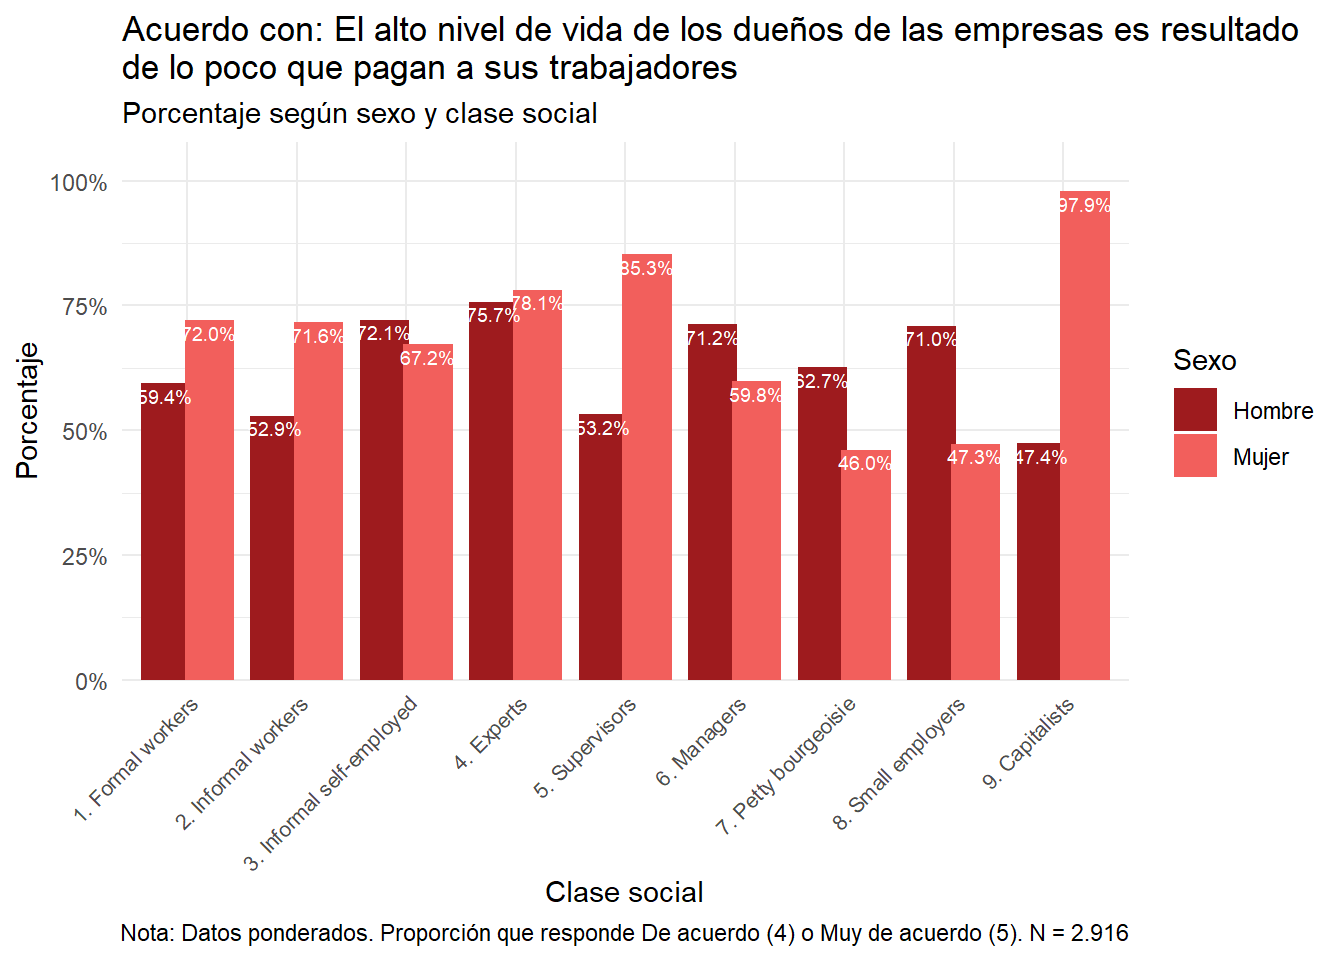 Acuerdo con: El alto nivel de vida de los dueños de las empresas es resultado
de lo poco que pagan a sus trabajadores
Porcentaje según sexo y clase social
Porcentaje
100%
75%
50%
25%
0%
59.4%
72.0%
52.9%
71.6%
72.1%
67.2%
75.7%
78.1%
53.2%
85.3%
71.2%
59.8%
62.7%
46.0%
71.0%
47.3%
47.4%
97.9%
Sexo
Hombre
Mujer
1. Formal workers
2. Informal workers
3. Informal self-employed
4. Experts
5. Supervisors
6. Managers
7. Petty bourgeoisie
8. Small employers
9. Capitalists
Clase social
Nota: Datos ponderados. Proporción que responde De acuerdo (4) o Muy de acuerdo (5). N = 2.916